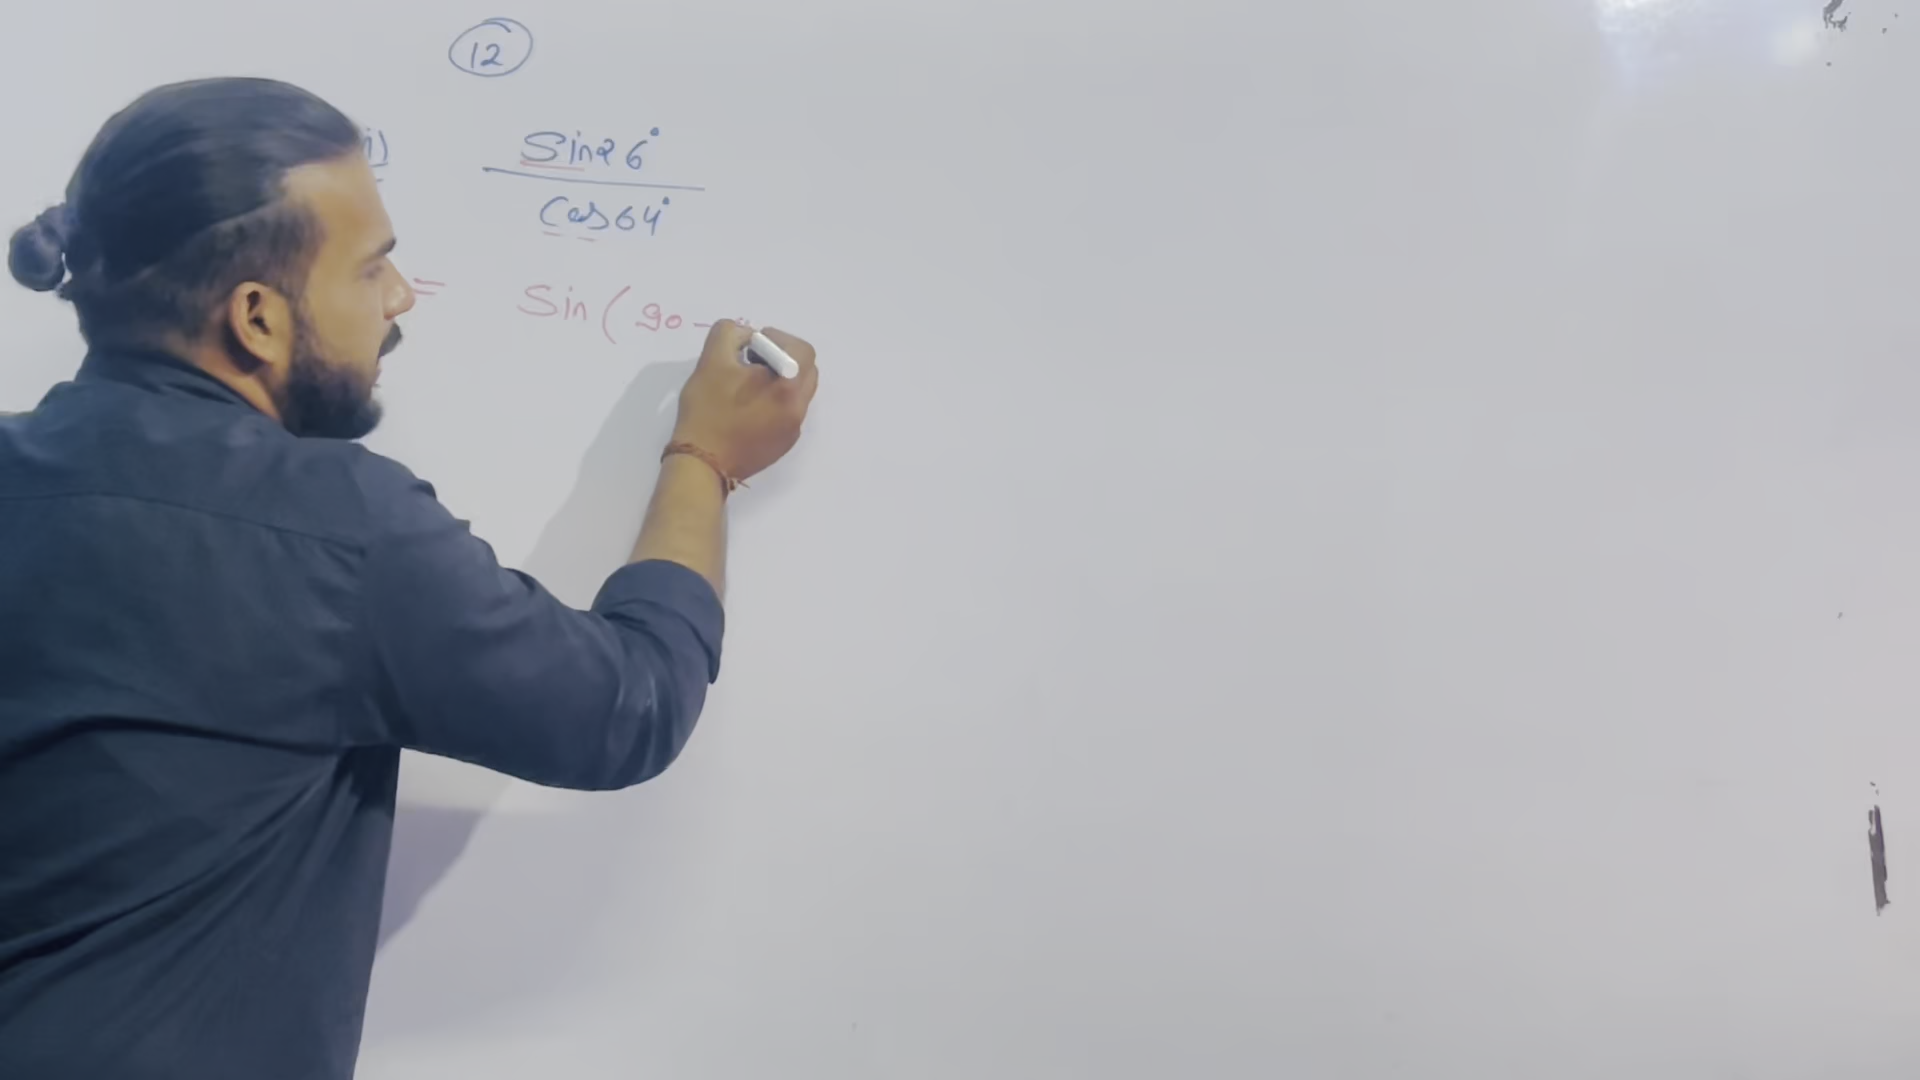 12
i)
Sin26°
Cos64°
= Sin(90-